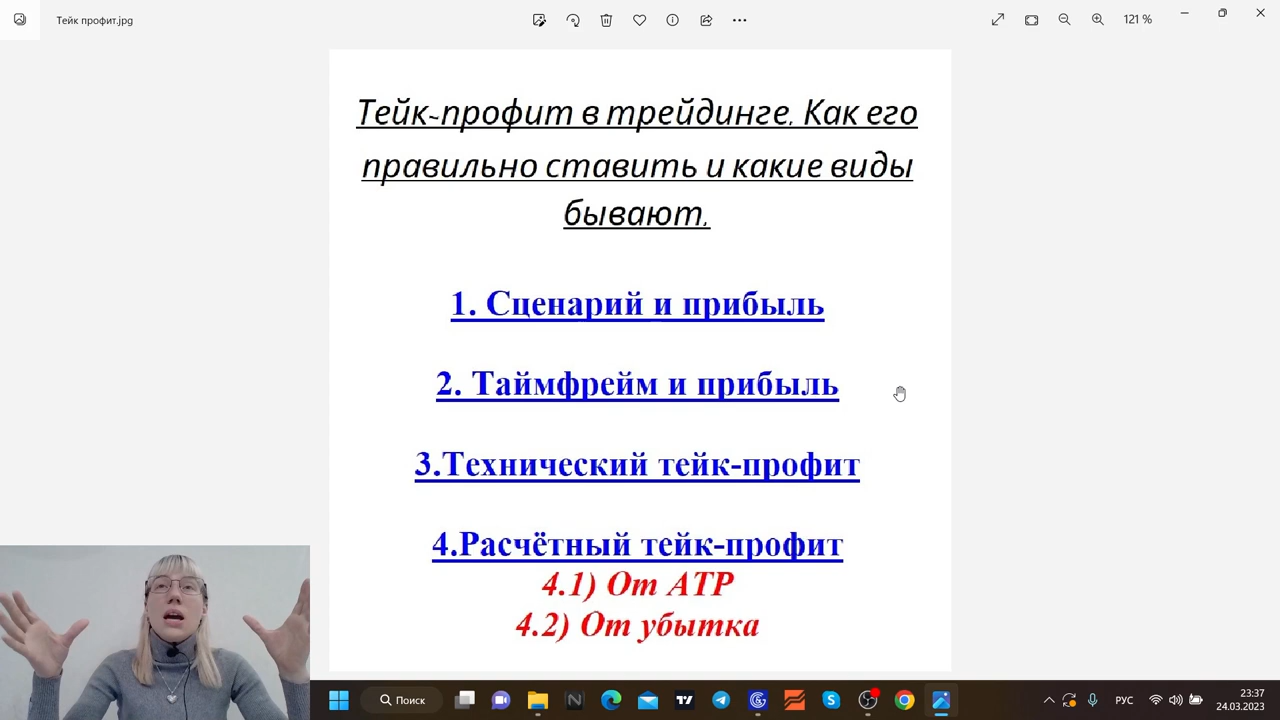 Тейк профит.jpg
121 %
Тейк-профит в трейдинге. Как его
правильно ставить и какие виды
бывают.
1. Сценарий и прибыль
2. Таймфрейм и прибыль
3.Технический тейк-профит
4.Расчётный тейк-профит
4.1) От АТР
4.2) От убытка
Поиск
РУС
23:37
24.03.2023